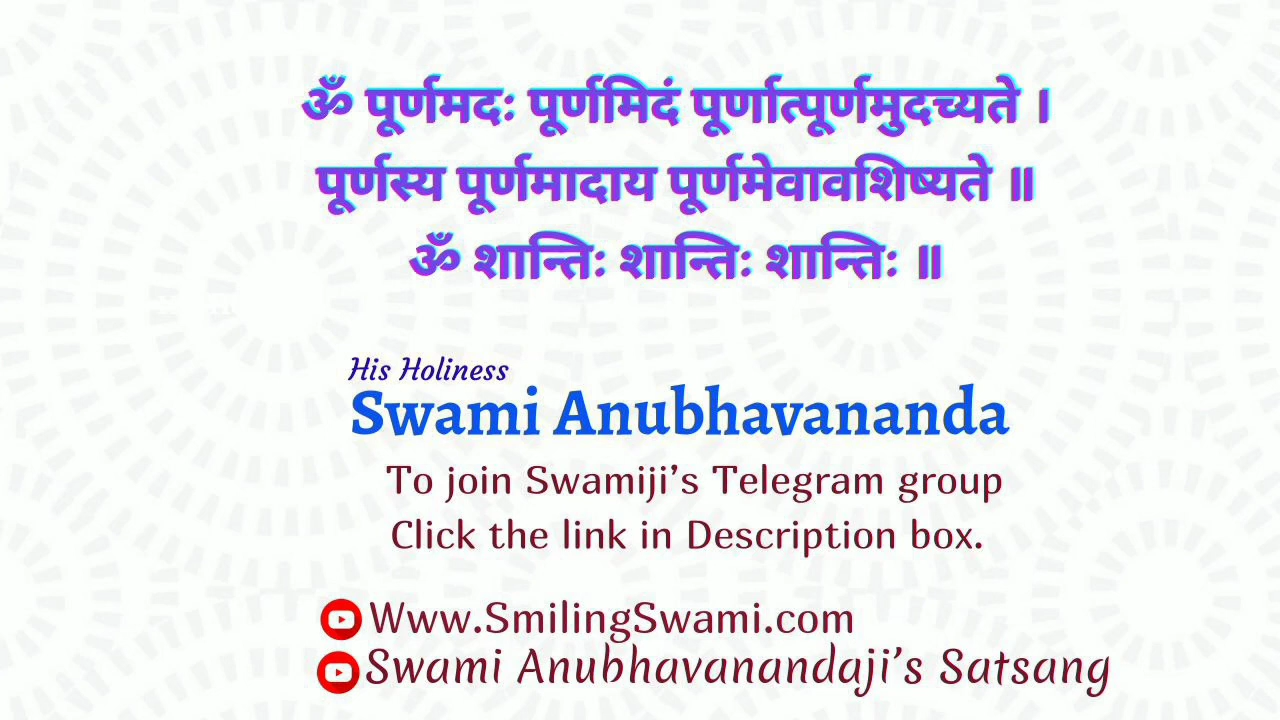 ॐ पूर्णमदः पूर्णमिदं पूर्णात्पूर्णमुदच्यते ।
पूर्णस्य पूर्णमादाय पूर्णमेवावशिष्यते ॥
ॐ शान्तिः शान्तिः शान्तिः ॥
His Holiness
Swami Anubhavananda
To join Swamiji's Telegram group
Click the link in Description box.
Www.SmilingSwami.com
Swami Anubhavanandaji's Satsang